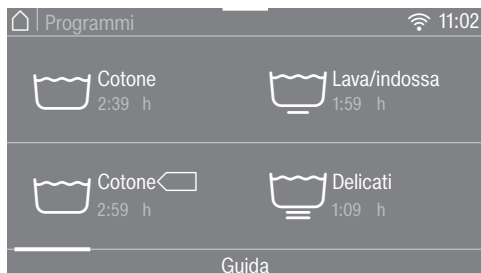 Programmi 11:02
Cotone
2:39 h
Lava/indossa
1:59 h
Cotone
2:59 h
Delicati
1:09 h
Guida